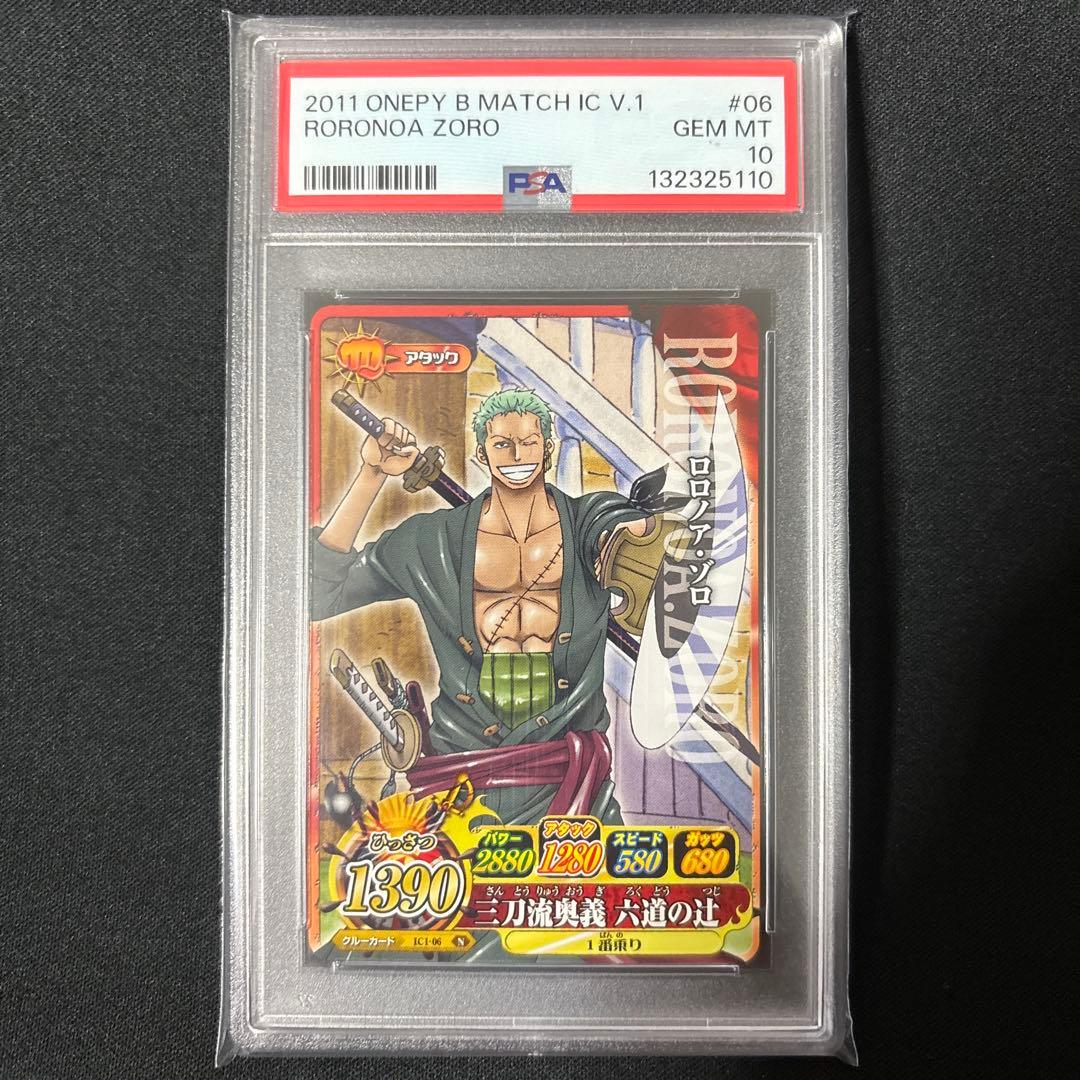 2011 ONEPY B MATCH IC V.1 #06
RORONOA ZORO GEM MT
10
PSA 132325110
アタック
RORONOA.ZORO
ロロノア・ゾロ
ひっさつ
1390
パワー アタック スピード ガッツ
2880 1280 580 680
さん とう りゅう おう ぎ ろく どう つじ
三刀流奥義 六道の辻
ばん の
1番乗り
クルーカード IC1-06 N